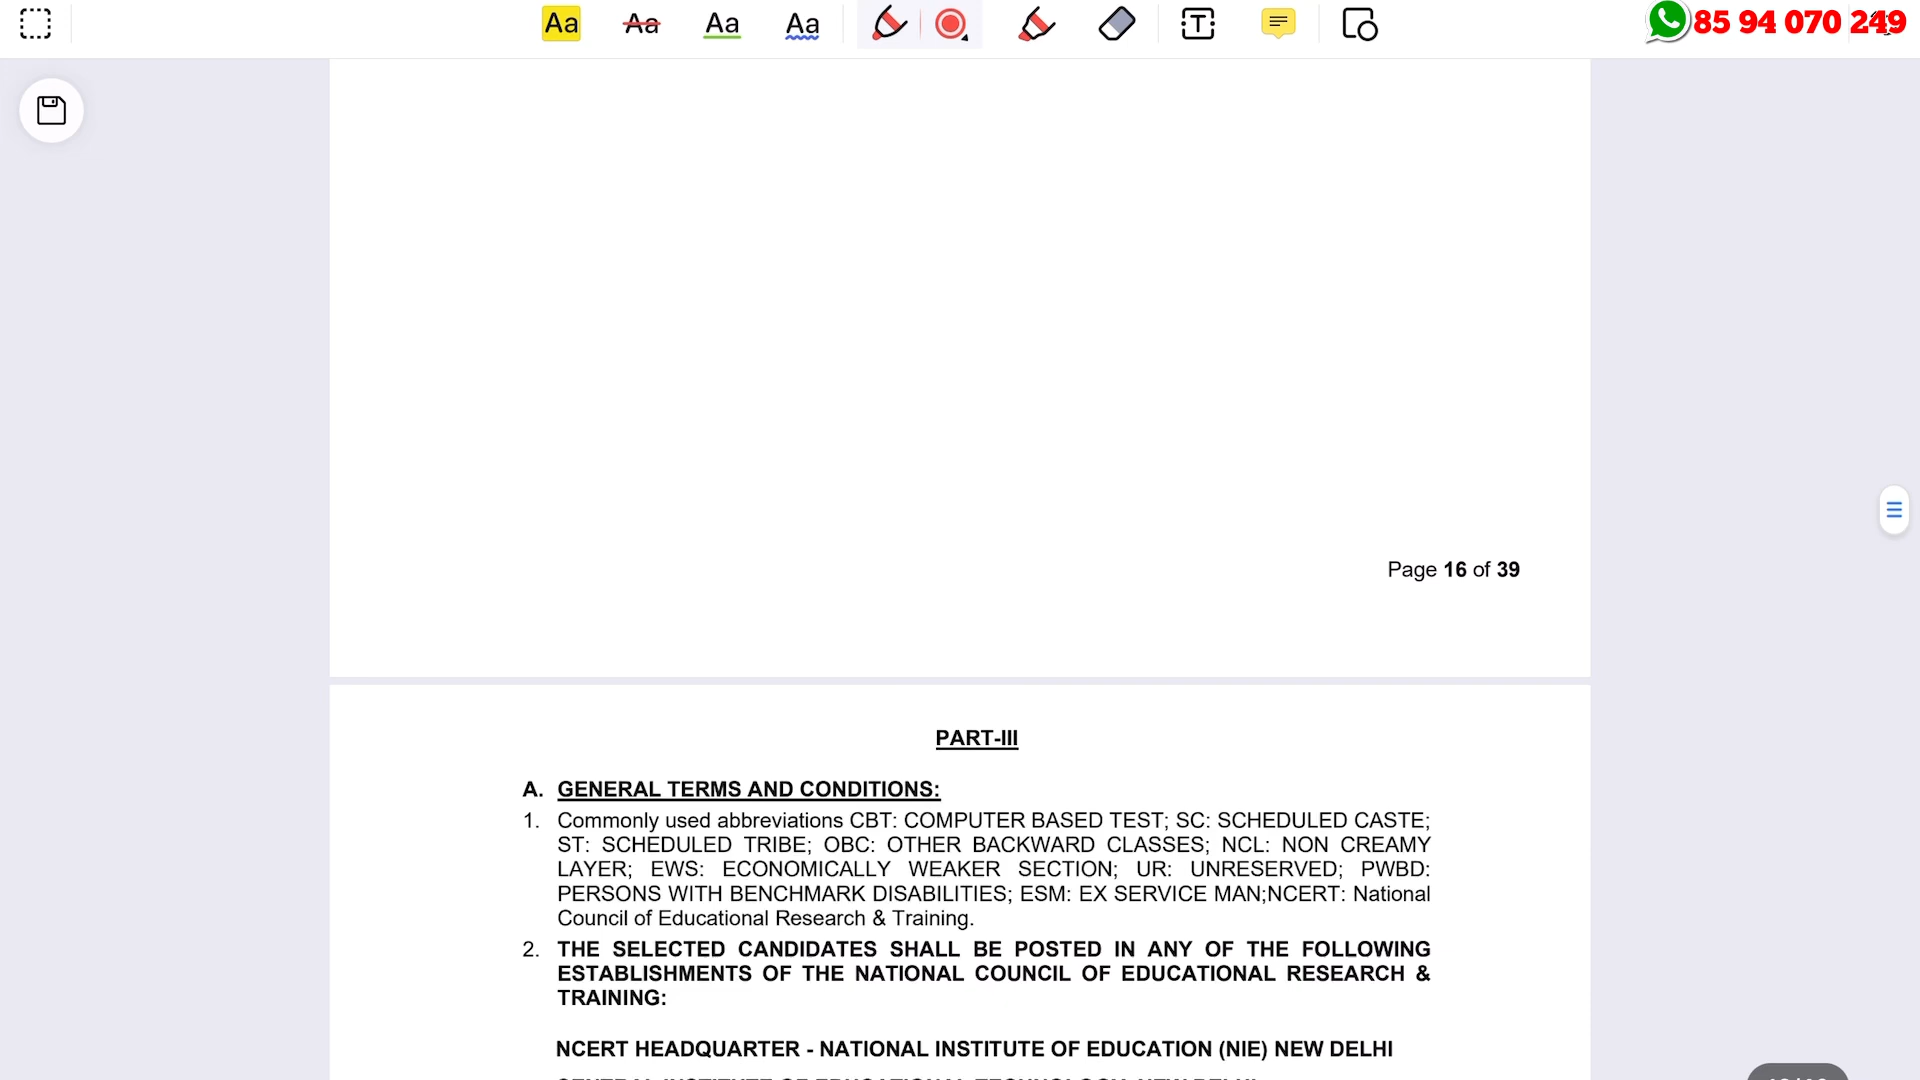 Aa Aa Aa Aa T
85 94 070 249
Page 16 of 39
PART-III
A. GENERAL TERMS AND CONDITIONS:
1. Commonly used abbreviations CBT: COMPUTER BASED TEST; SC: SCHEDULED CASTE;
ST: SCHEDULED TRIBE; OBC: OTHER BACKWARD CLASSES; NCL: NON CREAMY
LAYER; EWS: ECONOMICALLY WEAKER SECTION; UR: UNRESERVED; PWBD:
PERSONS WITH BENCHMARK DISABILITIES; ESM: EX SERVICE MAN;NCERT: National
Council of Educational Research & Training.
2. THE SELECTED CANDIDATES SHALL BE POSTED IN ANY OF THE FOLLOWING
ESTABLISHMENTS OF THE NATIONAL COUNCIL OF EDUCATIONAL RESEARCH &
TRAINING:
NCERT HEADQUARTER - NATIONAL INSTITUTE OF EDUCATION (NIE) NEW DELHI